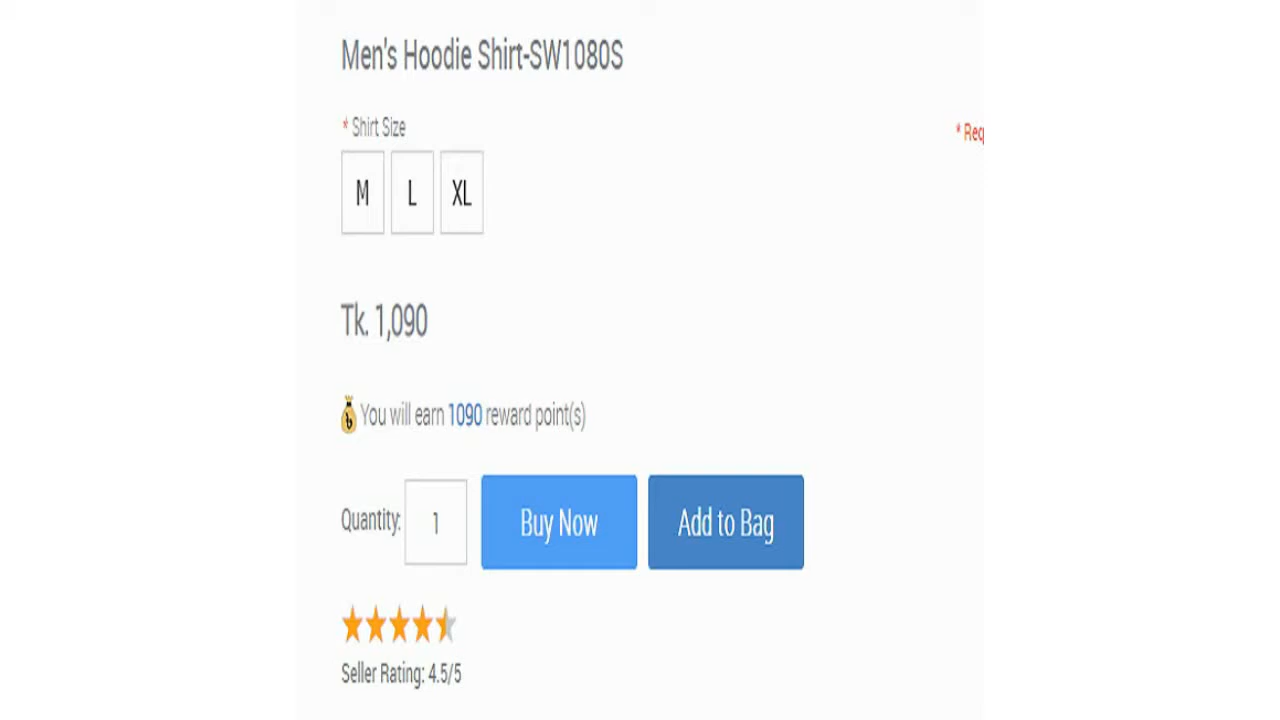 Men's Hoodie Shirt-SW1080S
* Shirt Size
* Req
M L XL
Tk. 1,090
You will earn 1090 reward point(s)
Quantity: 1 Buy Now Add to Bag
Seller Rating: 4.5/5